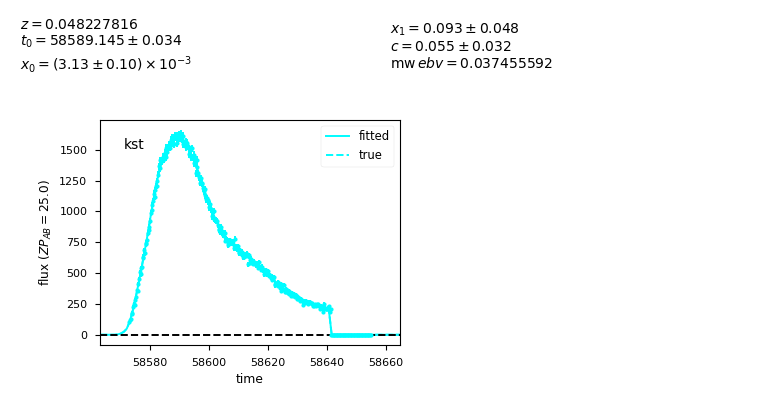 z = 0.048227816
t₀ = 58589.145 ± 0.034
x₀ = (3.13 ± 0.10) × 10⁻³
x₁ = 0.093 ± 0.048
c = 0.055 ± 0.032
mw ebv = 0.037455592
kst
fitted
true
flux (ZP_AB = 25.0)
1500
1250
1000
750
500
250
0
58580 58600 58620 58640 58660
time